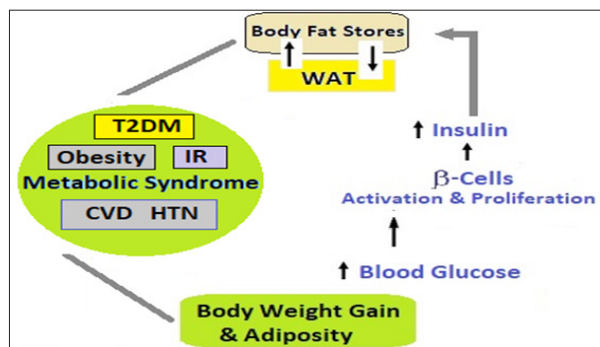 Body Fat Stores
WAT
T2DM
Obesity IR
Metabolic Syndrome
CVD HTN
Insulin
β-Cells
Activation & Proliferation
Blood Glucose
Body Weight Gain
& Adiposity